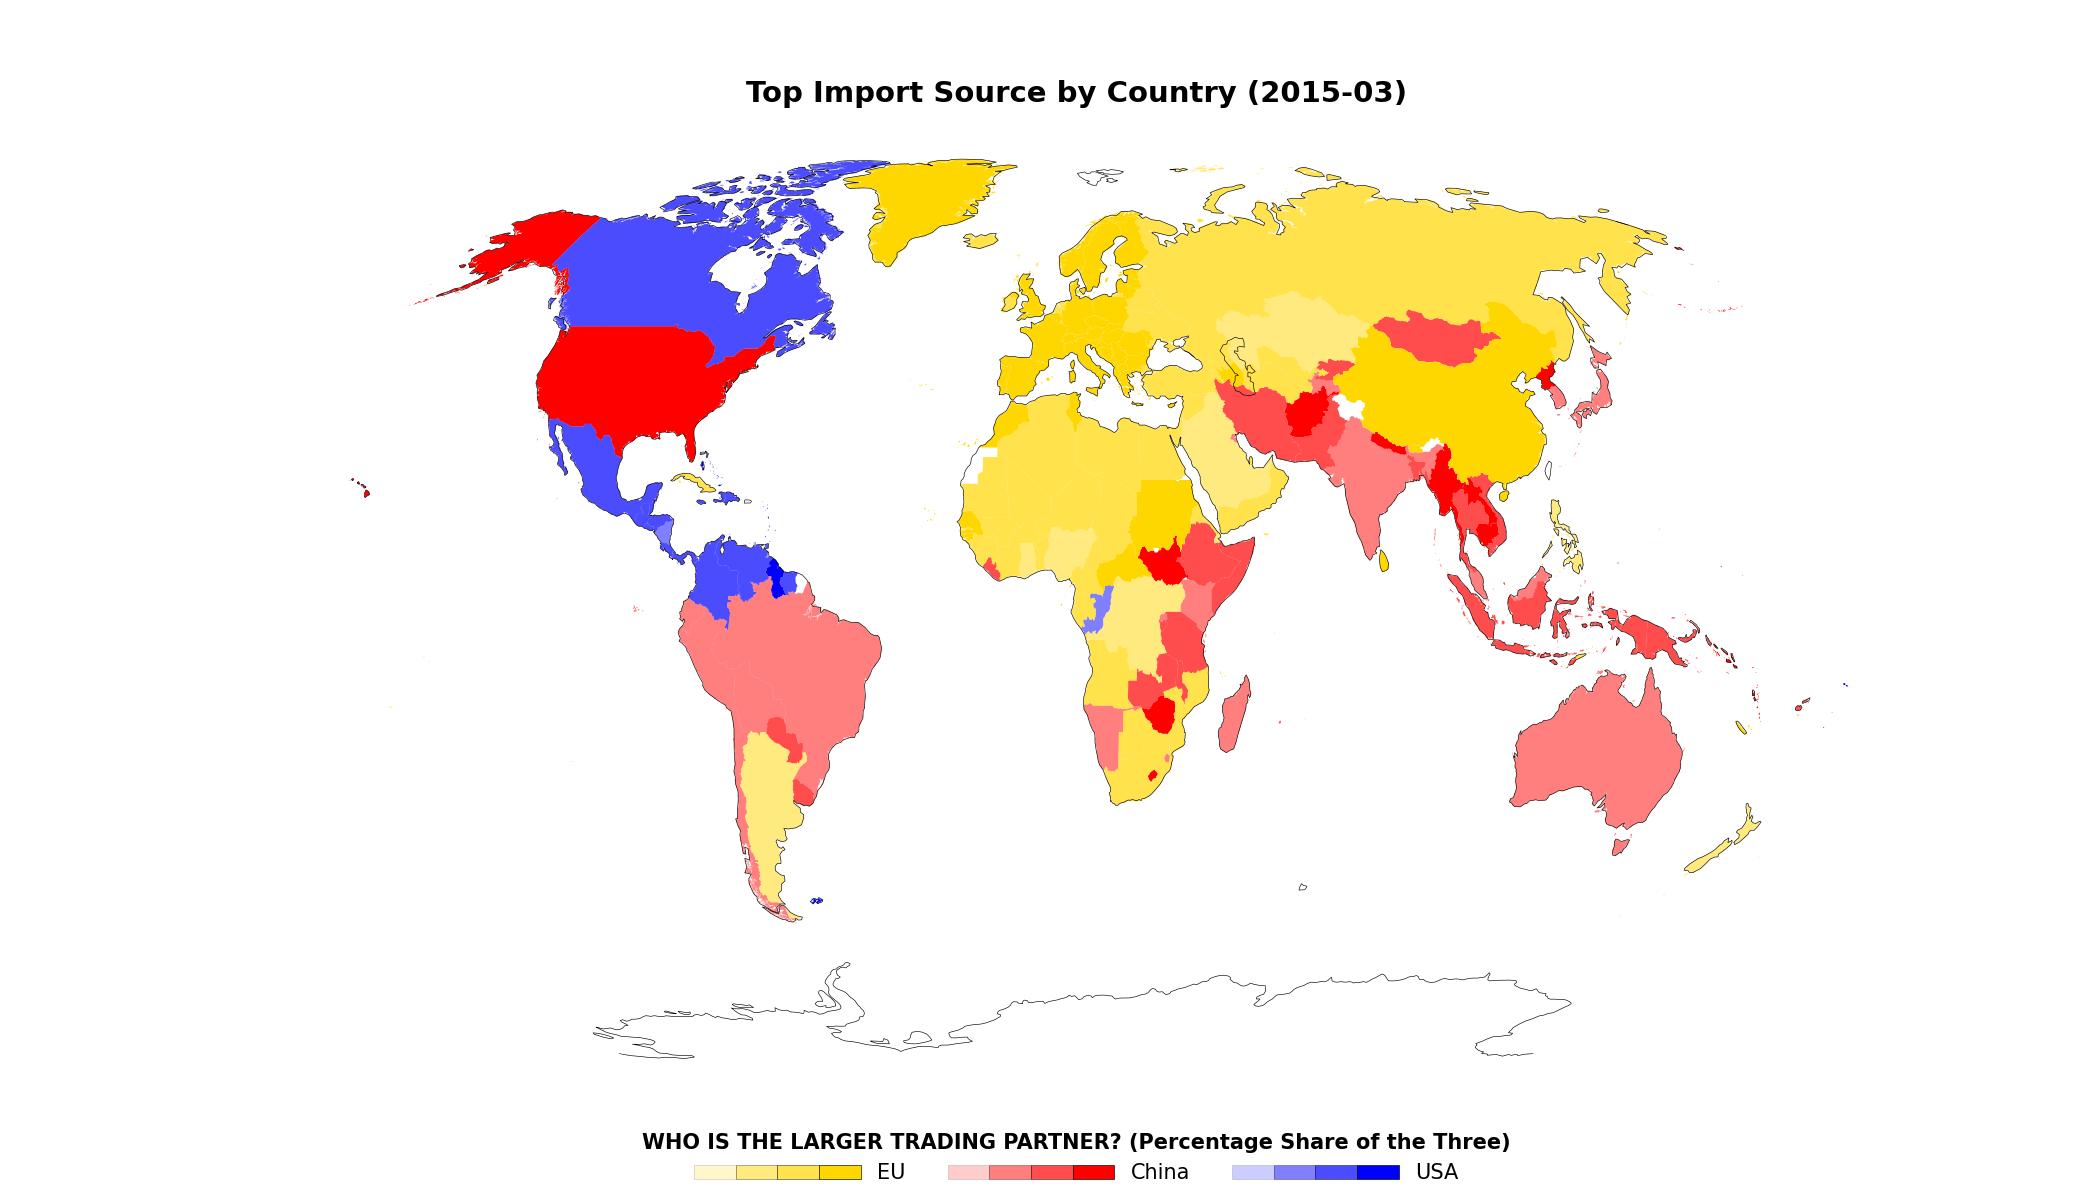 Top Import Source by Country (2015-03)
WHO IS THE LARGER TRADING PARTNER? (Percentage Share of the Three)
EU China USA